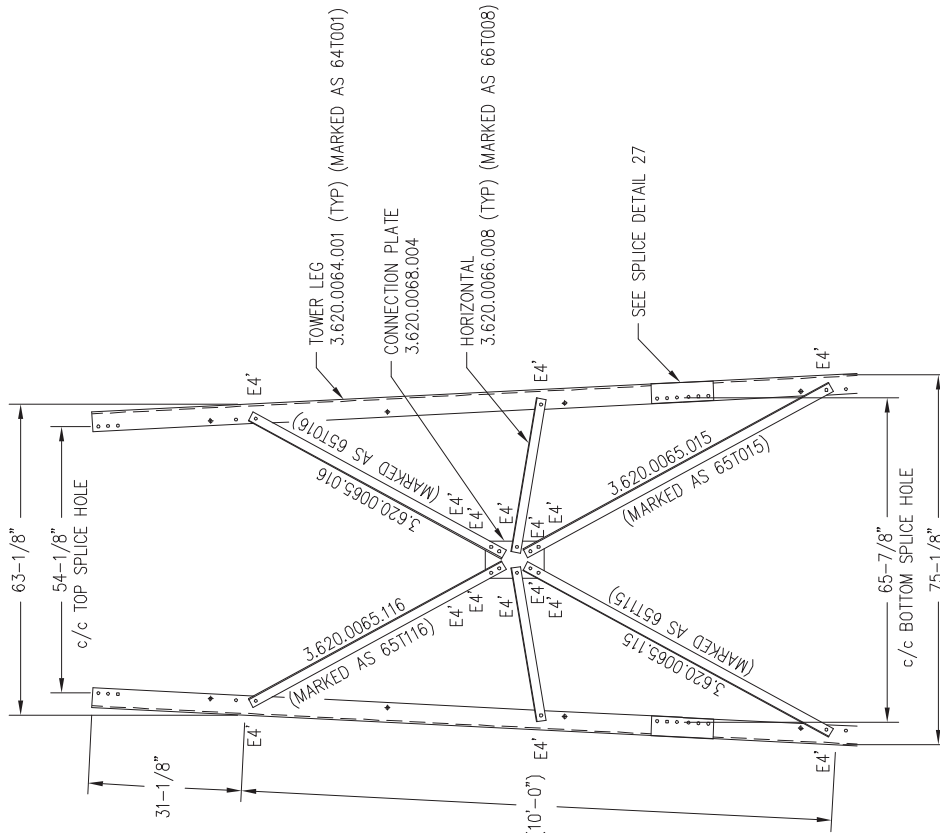 TOWER LEG
3.620.0064.001 (TYP) (MARKED AS 64T001)
CONNECTION PLATE
3.620.0068.004
HORIZONTAL
3.620.0066.008 (TYP) (MARKED AS 66T008)
SEE SPLICE DETAIL 27
63-1/8"
54-1/8"
c/c TOP SPLICE HOLE
E4'
E4'
3.620.0065.116
(MARKED AS 65T116)
3.620.0065.016
(MARKED AS 65T016)
E4'
E4'
E4'
E4'
E4'
E4'
E4'
E4'
E4'
E4'
E4'
E4'
3.620.0065.115
(MARKED AS 65T115)
3.620.0065.015
(MARKED AS 65T015)
E4'
E4'
65-7/8"
c/c BOTTOM SPLICE HOLE
75-1/8"
31-1/8"
(10'-0")